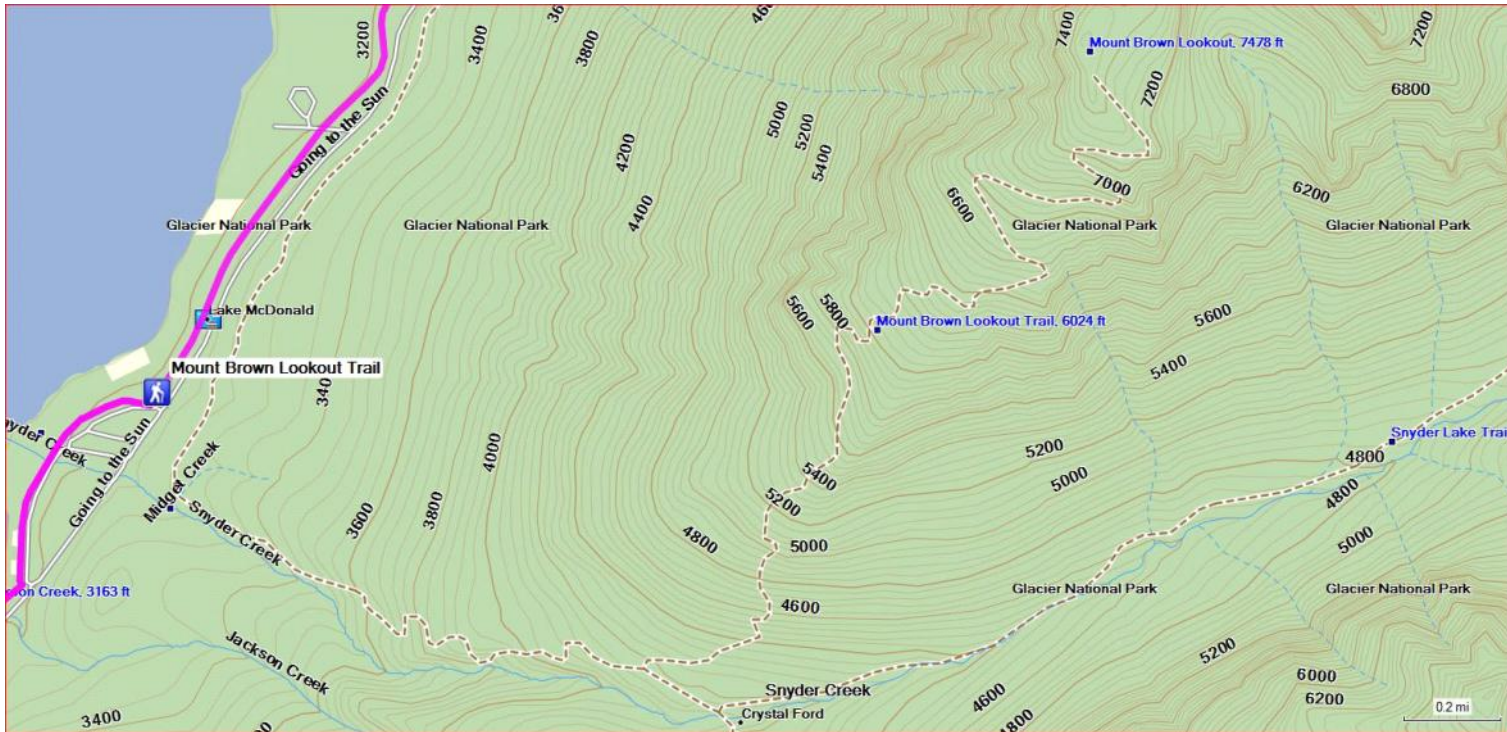 3200
3400
3600
3800
4600
7400
Mount Brown Lookout, 7478 ft
7200
7200
6800
Going to the Sun
5000
5200
5400
4200
4400
Glacier National Park
Glacier National Park
6600
7000
6200
Glacier National Park
Glacier National Park
Lake McDonald
5600
5800
Mount Brown Lookout Trail, 6024 ft
5600
5400
Mount Brown Lookout Trail
3400
4000
Going to the Sun
Midget Creek
Snyder Creek
3600
3800
5400
5200
4800
5000
5200
5000
Snyder Lake Trai
4800
4800
5000
Creek, 3163 ft
Glacier National Park
Glacier National Park
4600
Jackson Creek
Snyder Creek
Crystal Ford
4600
4800
5200
6000
6200
3400
0.2 mi